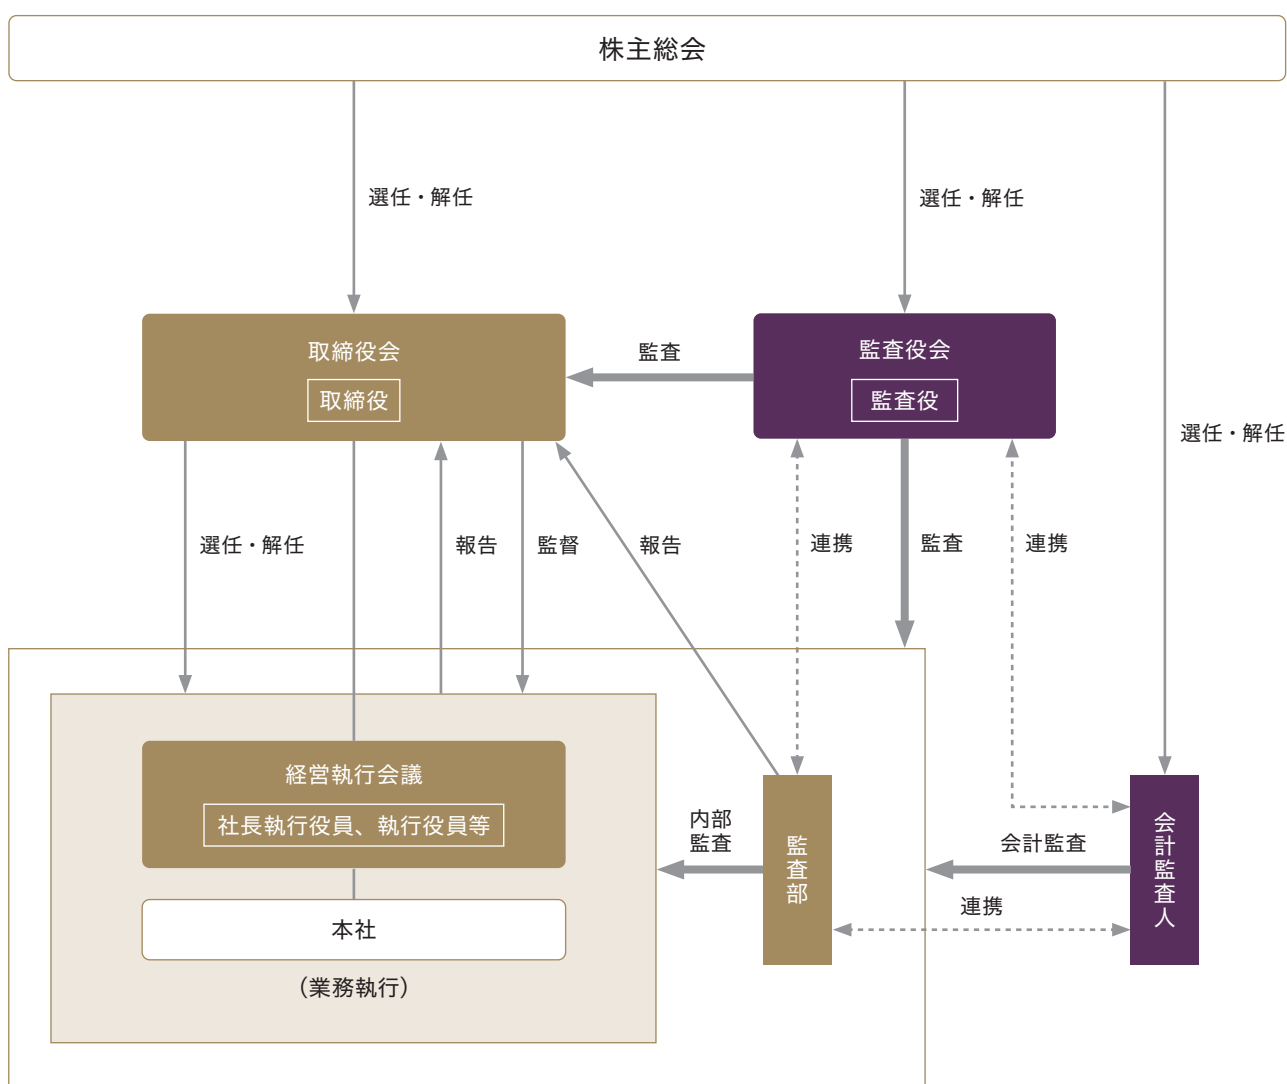 株主総会
選任・解任
選任・解任
選任・解任
取締役会
取締役
監査
監査役会
監査役
選任・解任
報告
監督
報告
連携
監査
連携
経営執行会議
社長執行役員、執行役員等
本社
（業務執行）
内部
監査
監査部
会計監査
連携
会計監査人